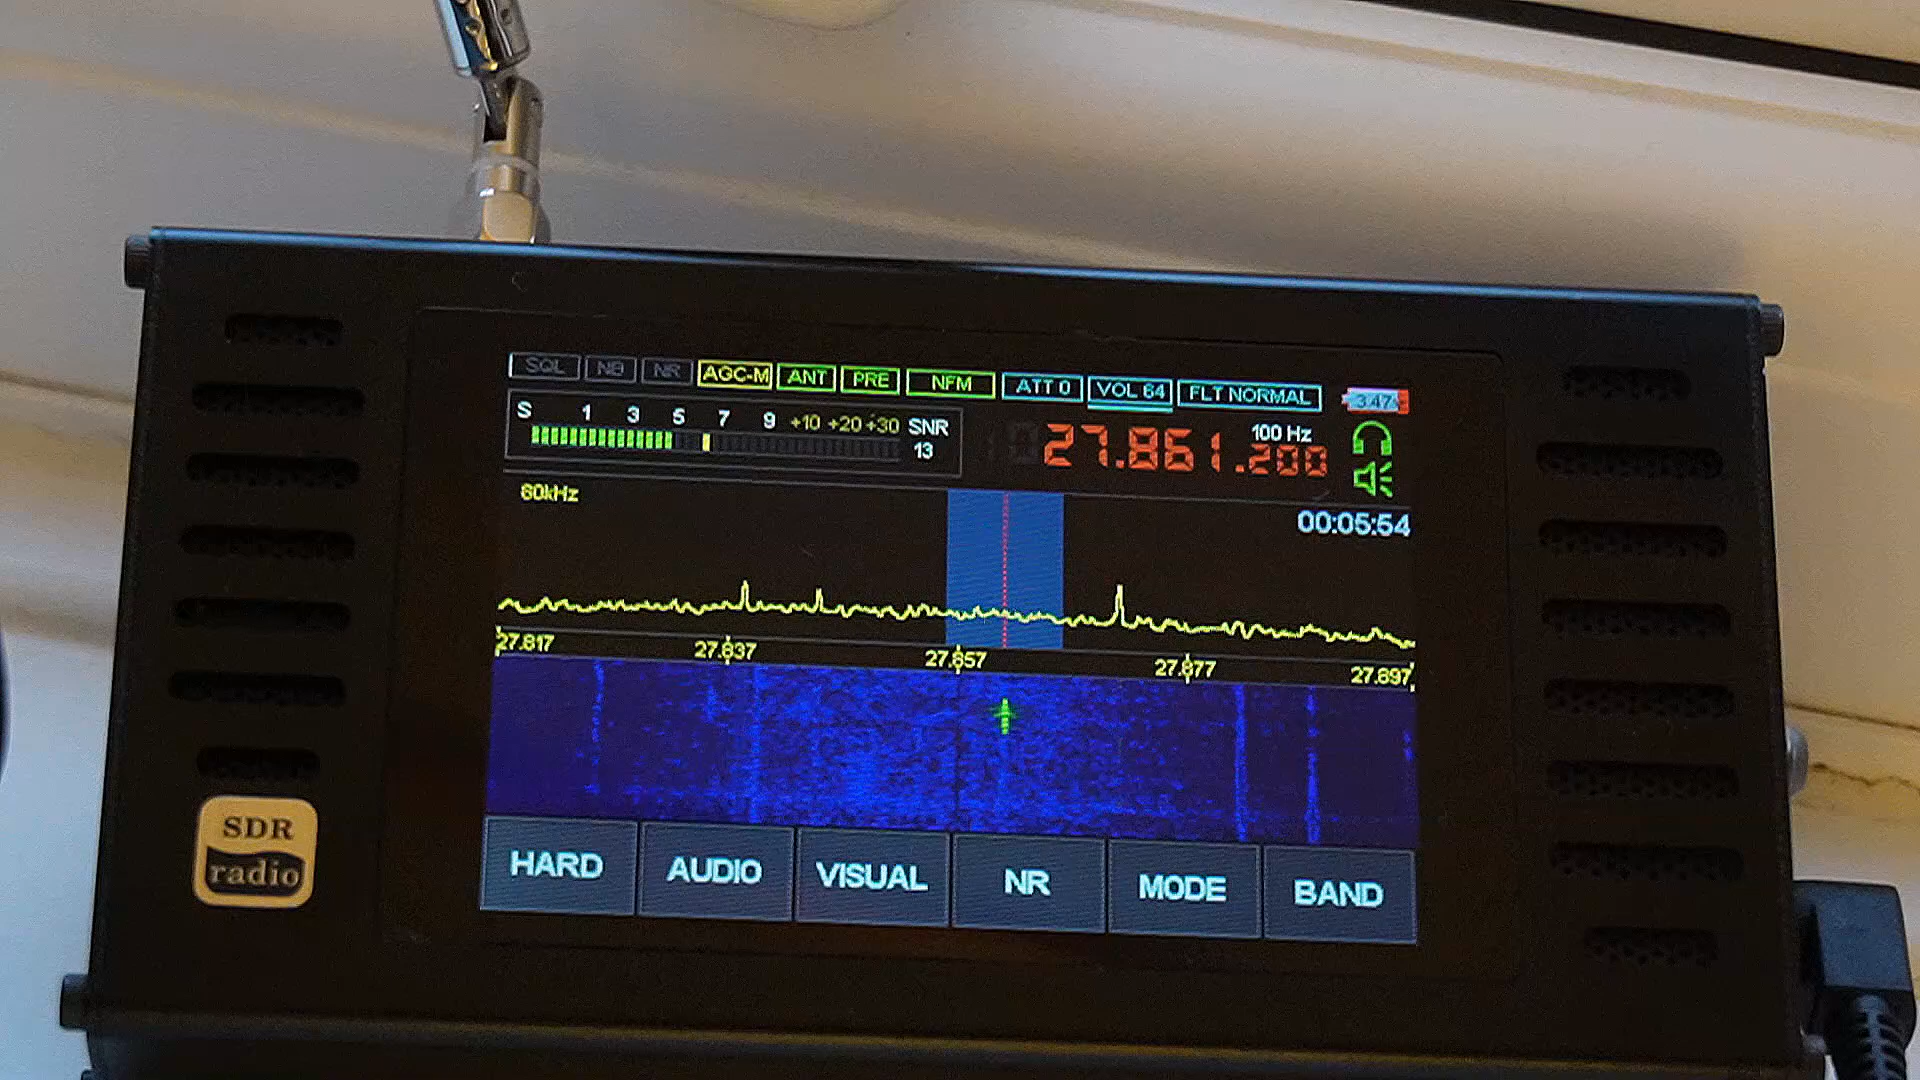 SQL NB NR AGC-M ANT PRE NFM ATT 0 VOL 64 FLT NORMAL 3.47
S 1 3 5 7 9 +10 +20 +30 SNR
13
100 Hz
27.861.200
80kHz
00:05:54
27.817 27.837 27.857 27.877 27.897
HARD AUDIO VISUAL NR MODE BAND
SDR
radio